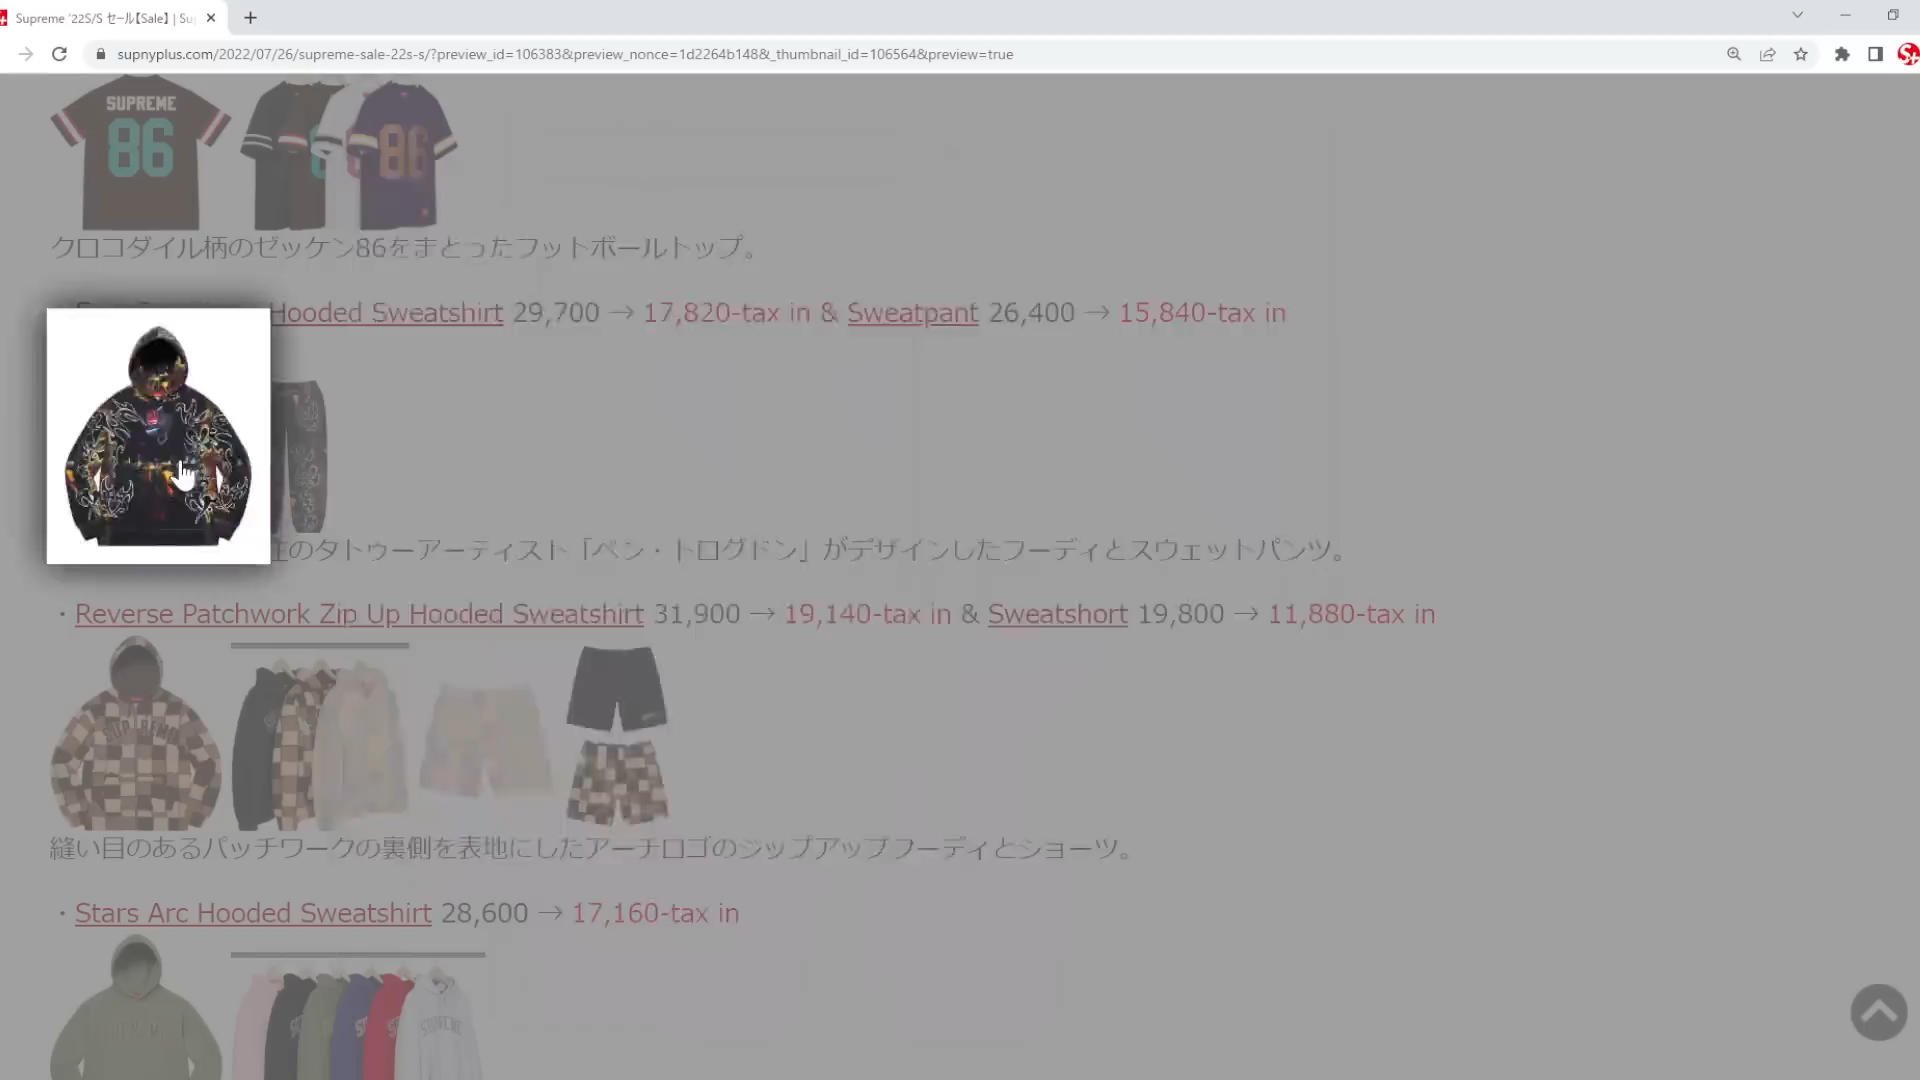 Supreme '22S/S セール【Sale】 | Su
supnyplus.com/2022/07/26/supreme-sale-22s-s/?preview_id=106383&preview_nonce=1d2264b148&_thumbnail_id=106564&preview=true
SUPREME
86
86
クロコダイル柄のゼッケン86をまとったフットボールトップ。
Hooded Sweatshirt 29,700 → 17,820-tax in & Sweatpant 26,400 → 15,840-tax in
在のタトゥーアーティスト「ベン・トログドン」がデザインしたフーディとスウェットパンツ。
・Reverse Patchwork Zip Up Hooded Sweatshirt 31,900 → 19,140-tax in & Sweatshort 19,800 → 11,880-tax in
SUPREME
縫い目のあるパッチワークの裏側を表地にしたアーチロゴのジップアップフーディとショーツ。
・Stars Arc Hooded Sweatshirt 28,600 → 17,160-tax in
SUPREME